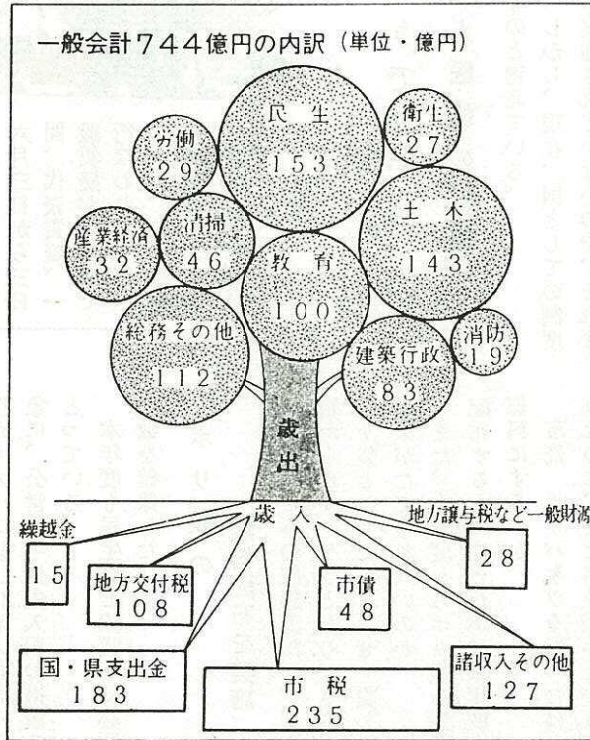 一般会計744億円の内訳（単位・億円）
民生
153
衛生
27
労働
29
土木
143
清掃
46
産業経済
32
教育
100
総務その他
112
建築行政
83
消防
19
歳出
歳入
繰越金
15
地方交付税
108
国・県支出金
183
市税
235
市債
48
地方譲与税など一般財源
28
諸収入その他
127